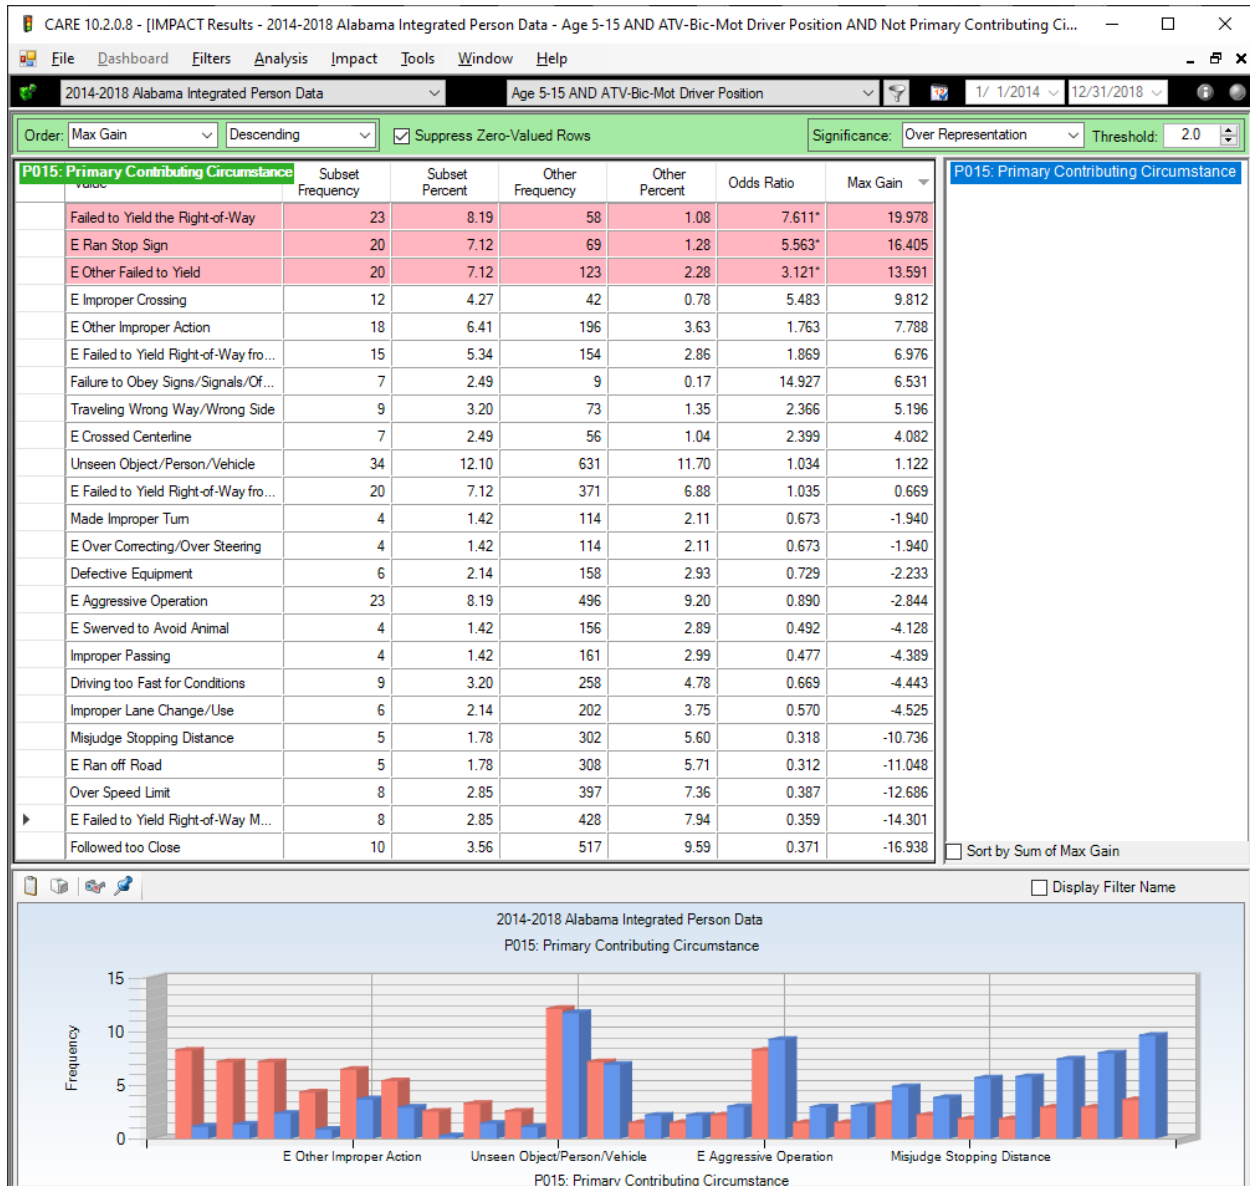 CARE 10.2.0.8 - [IMPACT Results - 2014-2018 Alabama Integrated Person Data - Age 5-15 AND ATV-Bic-Mot Driver Position AND Not Primary Contributing Ci...
File Dashboard Filters Analysis Impact Tools Window Help
2014-2018 Alabama Integrated Person Data Age 5-15 AND ATV-Bic-Mot Driver Position 1/ 1/2014 12/31/2018
Order: Max Gain Descending Suppress Zero-Valued Rows Significance: Over Representation Threshold: 2.0
P015: Primary Contributing Circumstance Subset Frequency Subset Percent Other Frequency Other Percent Odds Ratio Max Gain
P015: Primary Contributing Circumstance
Failed to Yield the Right-of-Way 23 8.19 58 1.08 7.611* 19.978
E Ran Stop Sign 20 7.12 69 1.28 5.563* 16.405
E Other Failed to Yield 20 7.12 123 2.28 3.121* 13.591
E Improper Crossing 12 4.27 42 0.78 5.483 9.812
E Other Improper Action 18 6.41 196 3.63 1.763 7.788
E Failed to Yield Right-of-Way fro... 15 5.34 154 2.86 1.869 6.976
Failure to Obey Signs/Signals/Of... 7 2.49 9 0.17 14.927 6.531
Traveling Wrong Way/Wrong Side 9 3.20 73 1.35 2.366 5.196
E Crossed Centerline 7 2.49 56 1.04 2.399 4.082
Unseen Object/Person/Vehicle 34 12.10 631 11.70 1.034 1.122
E Failed to Yield Right-of-Way fro... 20 7.12 371 6.88 1.035 0.669
Made Improper Turn 4 1.42 114 2.11 0.673 -1.940
E Over Correcting/Over Steering 4 1.42 114 2.11 0.673 -1.940
Defective Equipment 6 2.14 158 2.93 0.729 -2.233
E Aggressive Operation 23 8.19 496 9.20 0.890 -2.844
E Swerved to Avoid Animal 4 1.42 156 2.89 0.492 -4.128
Improper Passing 4 1.42 161 2.99 0.477 -4.389
Driving too Fast for Conditions 9 3.20 258 4.78 0.669 -4.443
Improper Lane Change/Use 6 2.14 202 3.75 0.570 -4.525
Misjudge Stopping Distance 5 1.78 302 5.60 0.318 -10.736
E Ran off Road 5 1.78 308 5.71 0.312 -11.048
Over Speed Limit 8 2.85 397 7.36 0.387 -12.686
E Failed to Yield Right-of-Way M... 8 2.85 428 7.94 0.359 -14.301
Followed too Close 10 3.56 517 9.59 0.371 -16.938
Sort by Sum of Max Gain
Display Filter Name
2014-2018 Alabama Integrated Person Data
P015: Primary Contributing Circumstance
15
10
5
0
Frequency
E Other Improper Action Unseen Object/Person/Vehicle E Aggressive Operation Misjudge Stopping Distance
P015: Primary Contributing Circumstance